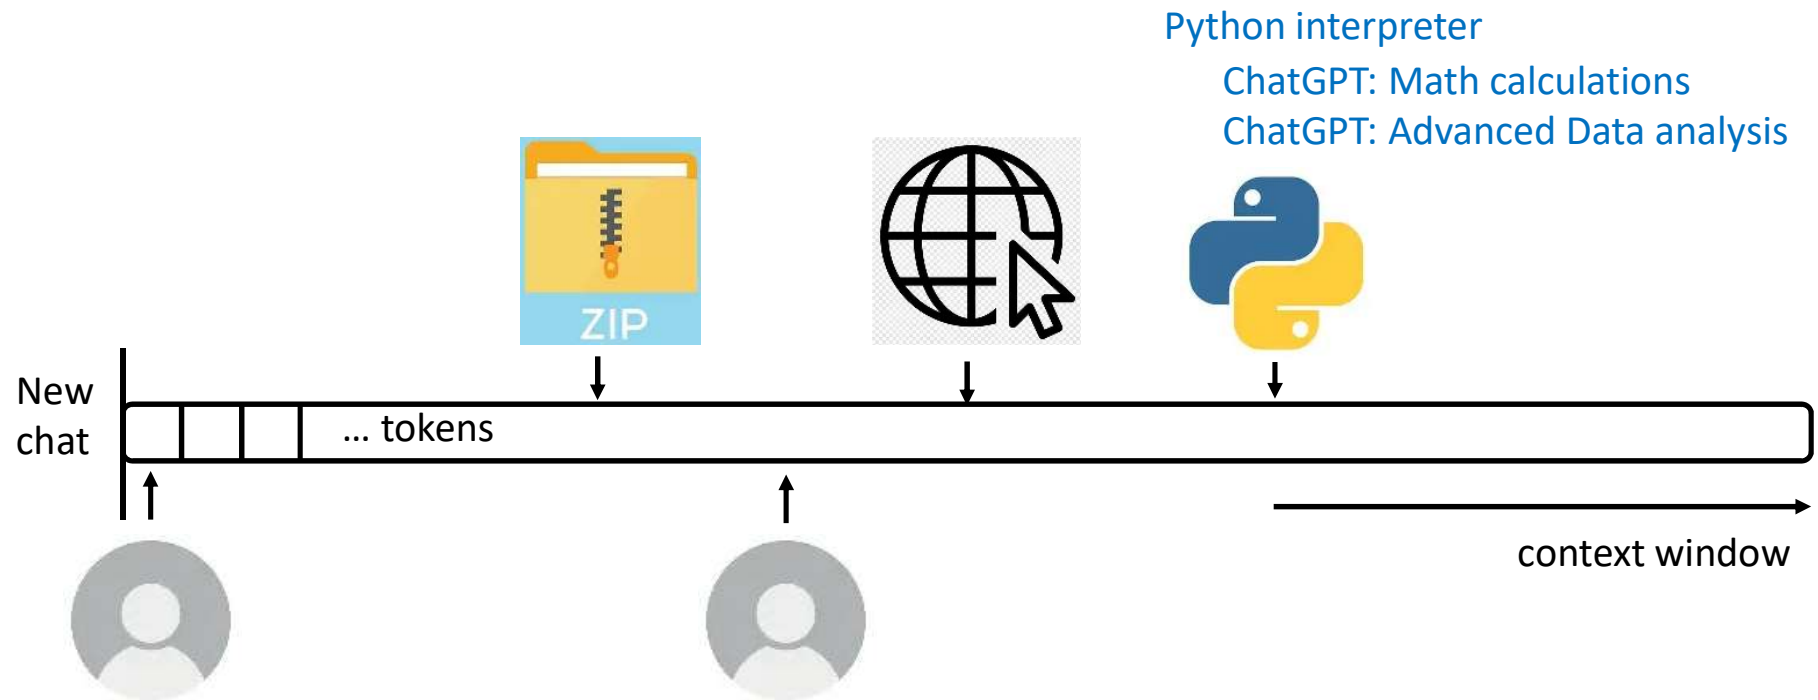 Python interpreter
ChatGPT: Math calculations
ChatGPT: Advanced Data analysis
ZIP
New
chat
... tokens
context window